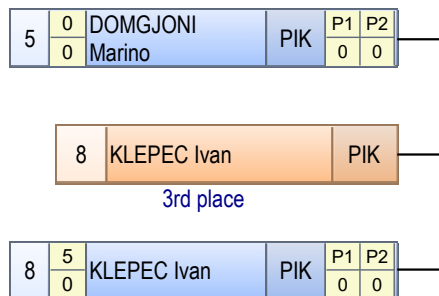 5 0 DOMGJONI PIK P1 P2
0 Marino 0 0
8 KLEPEC Ivan PIK
3rd place
8 5 KLEPEC Ivan PIK P1 P2
0 0 0